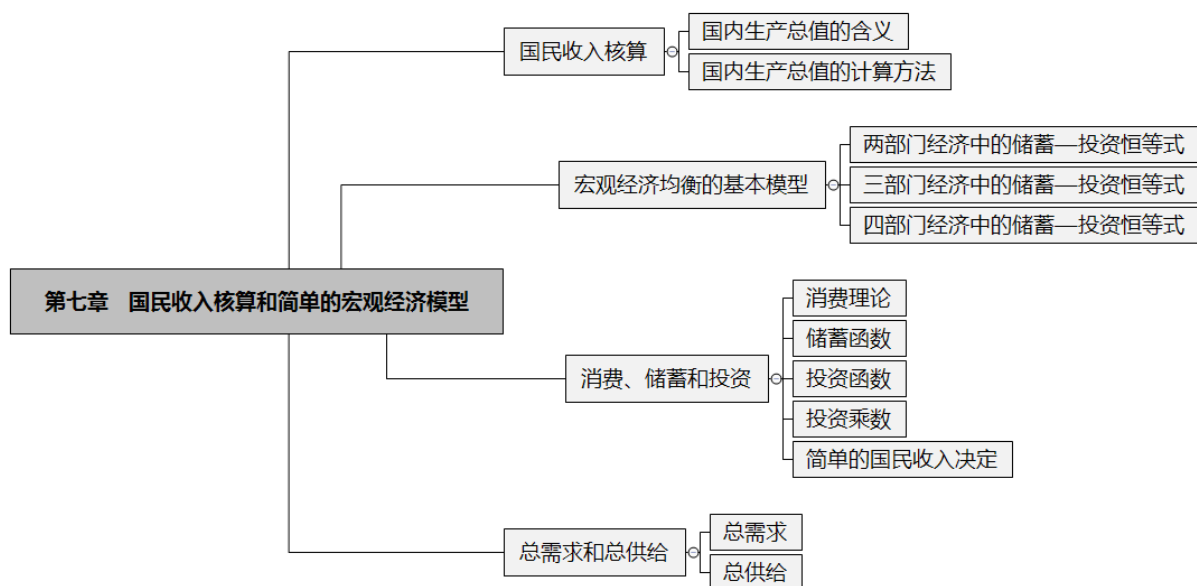 国民收入核算
国内生产总值的含义
国内生产总值的计算方法
宏观经济均衡的基本模型
两部门经济中的储蓄—投资恒等式
三部门经济中的储蓄—投资恒等式
四部门经济中的储蓄—投资恒等式
第七章 国民收入核算和简单的宏观经济模型
消费、储蓄和投资
消费理论
储蓄函数
投资函数
投资乘数
简单的国民收入决定
总需求和总供给
总需求
总供给